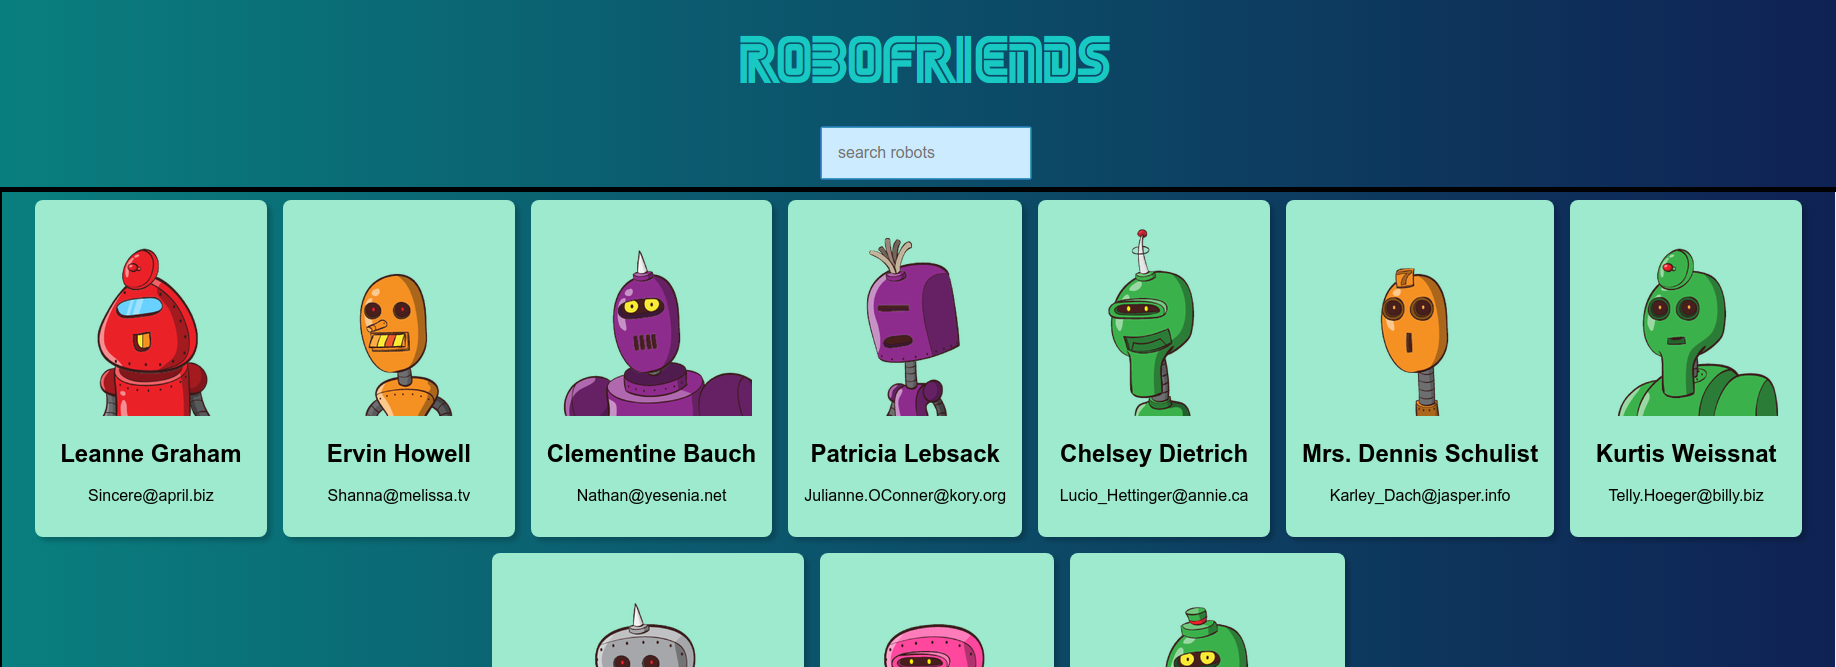 ROBOFRIENDS
search robots
7
Leanne Graham
Sincere@april.biz
Ervin Howell
Shanna@melissa.tv
Clementine Bauch
Nathan@yesenia.net
Patricia Lebsack
Julianne.OConner@kory.org
Chelsey Dietrich
Lucio_Hettinger@annie.ca
Mrs. Dennis Schulist
Karley_Dach@jasper.info
Kurtis Weissnat
Telly.Hoeger@billy.biz